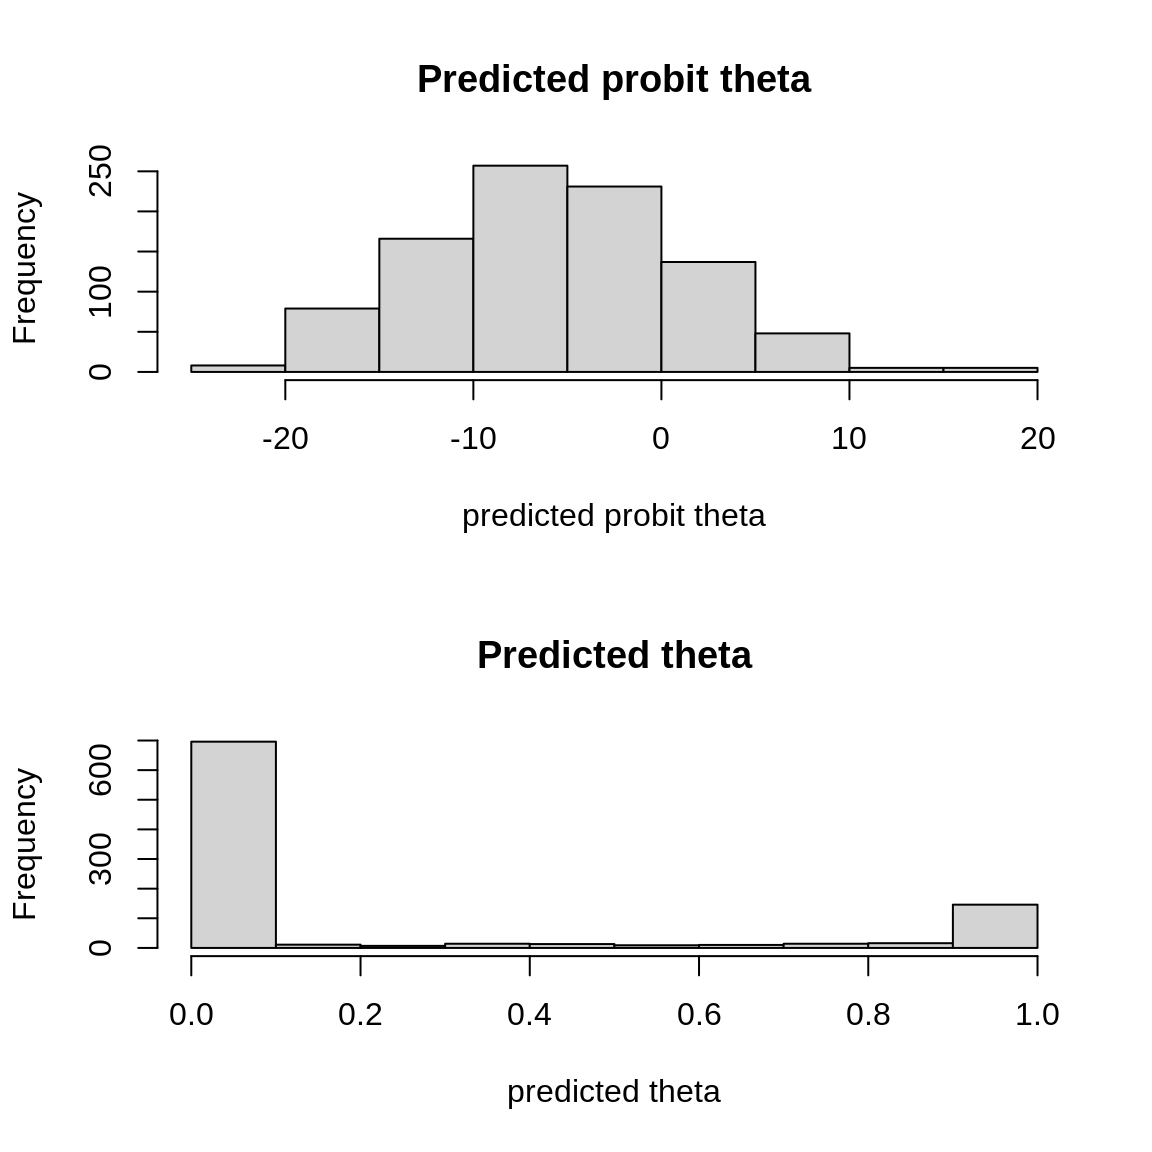 Predicted probit theta
Frequency
250
100
0
-20 -10 0 10 20
predicted probit theta
Predicted theta
Frequency
600
300
0
0.0 0.2 0.4 0.6 0.8 1.0
predicted theta